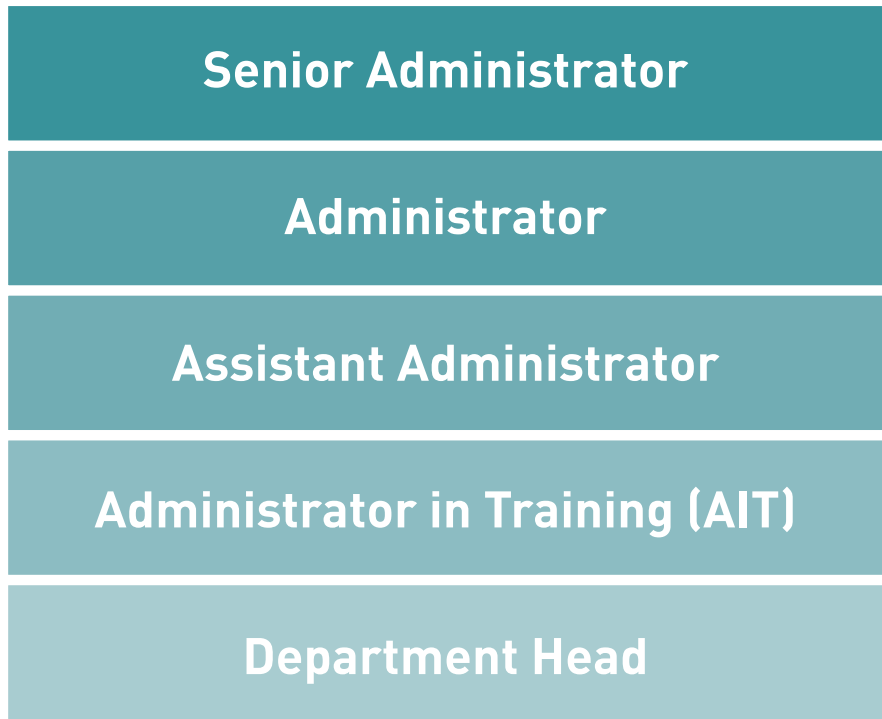 Senior Administrator
Administrator
Assistant Administrator
Administrator in Training (AIT)
Department Head